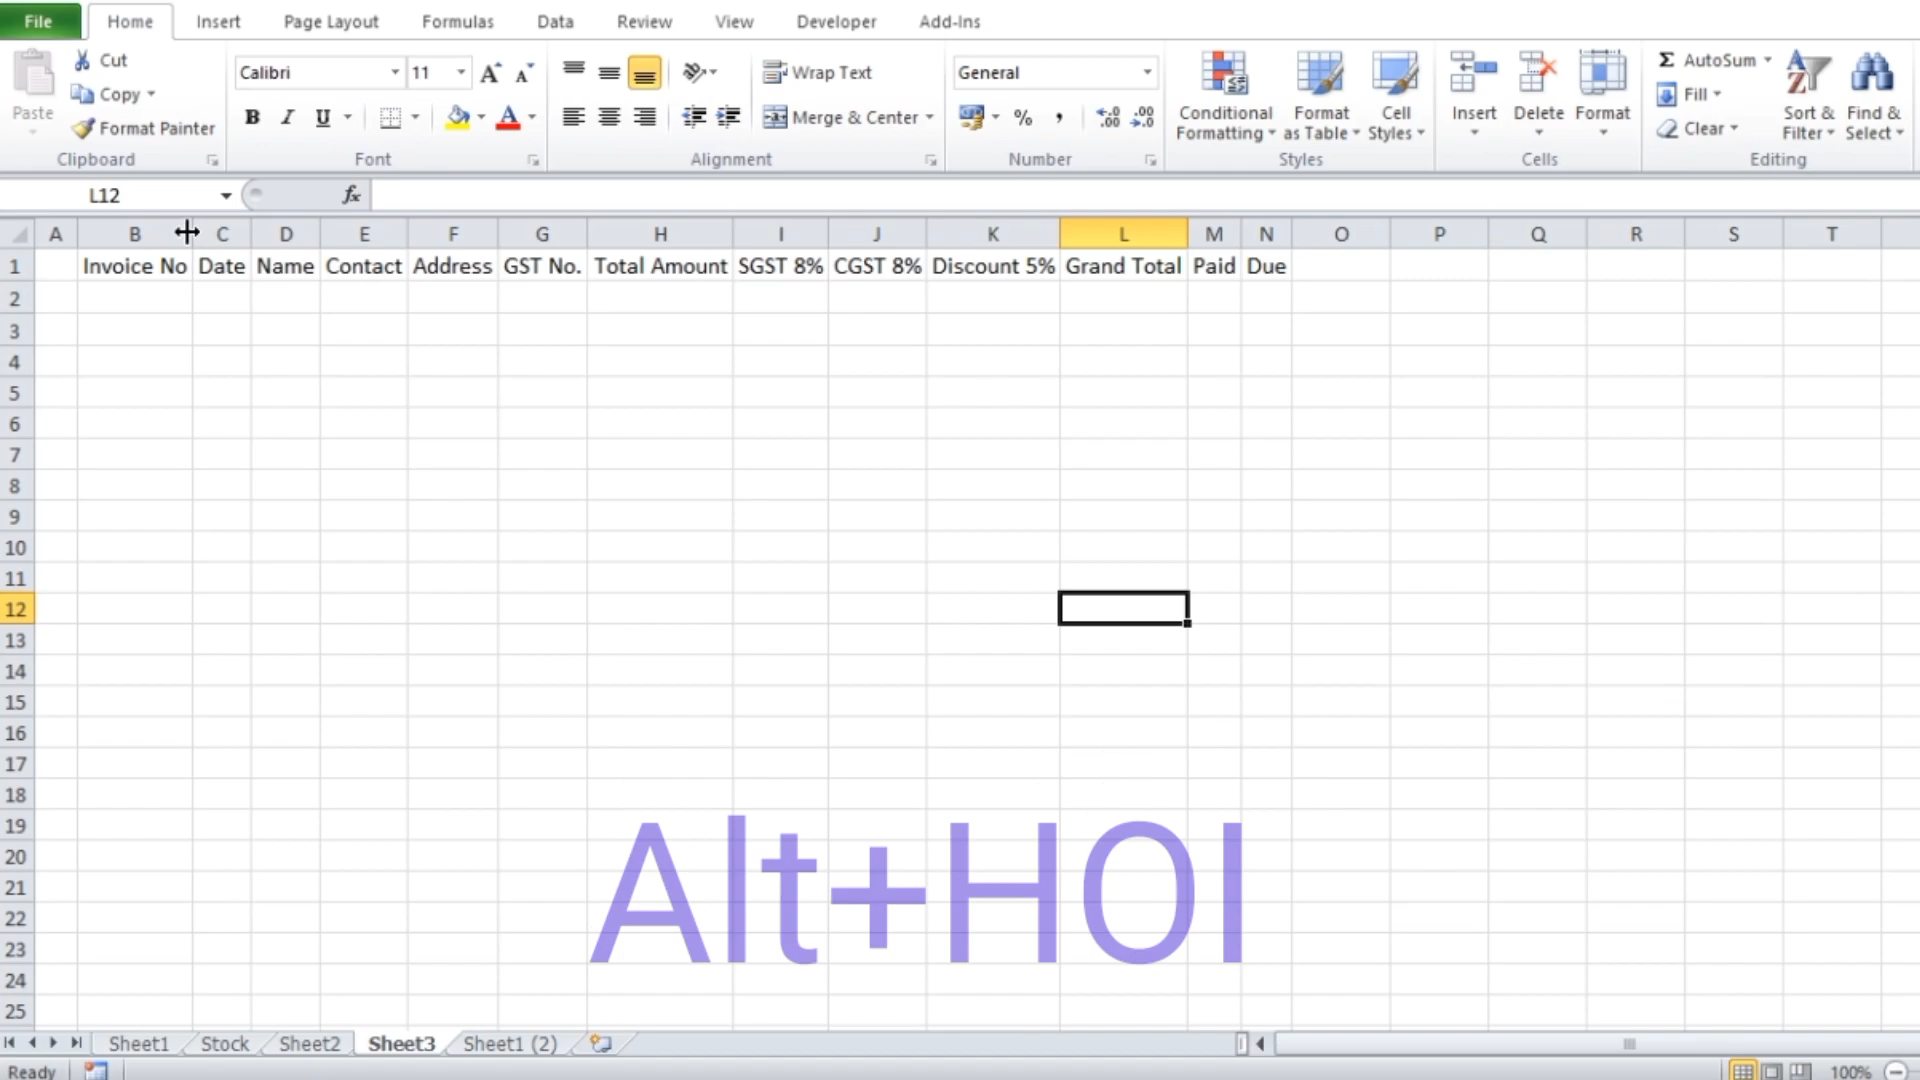 File Home Insert Page Layout Formulas Data Review View Developer Add-Ins
Paste
Cut
Copy
Format Painter
Clipboard
Calibri 11 A A
B I U A
Font
Wrap Text
Merge & Center
Alignment
General
% , .00 .00
Number
Conditional Formatting
Format as Table
Cell Styles
Styles
Insert Delete Format
Cells
Σ AutoSum
Fill
Clear
Sort & Filter
Find & Select
Editing
L12 fx
A B C D E F G H I J K L M N O P Q R S T
1 Invoice No Date Name Contact Address GST No. Total Amount SGST 8% CGST 8% Discount 5% Grand Total Paid Due
2
3
4
5
6
7
8
9
10
11
12
13
14
15
16
17
18
19
20
21
22
23
24
25
Alt+HOI
Sheet1 Stock Sheet2 Sheet3 Sheet1 (2)
Ready 100%